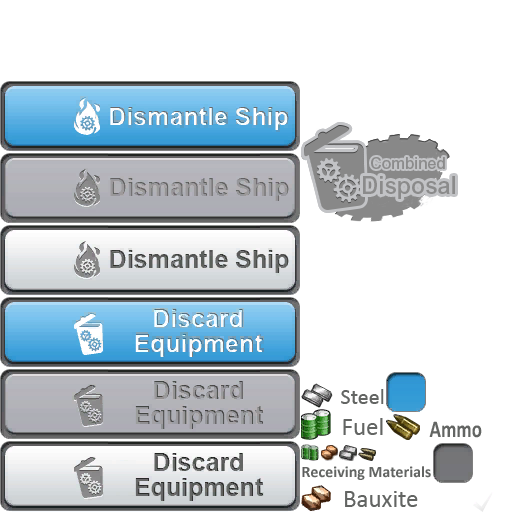 Dismantle Ship
Dismantle Ship
Combined
Disposal
Dismantle Ship
Discard
Equipment
Discard
Equipment
Steel
Fuel
Ammo
Discard
Equipment
Receiving Materials
Bauxite